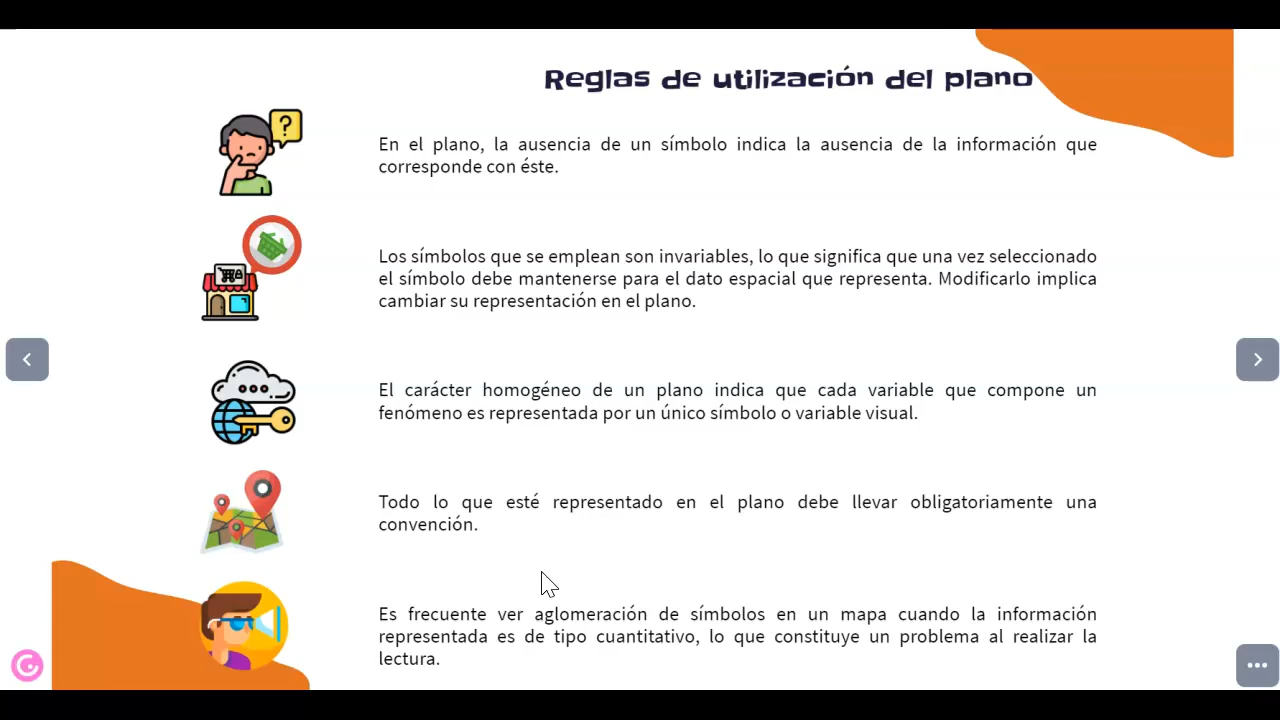 Reglas de utilización del plano
?
En el plano, la ausencia de un símbolo indica la ausencia de la información que
corresponde con éste.
Los símbolos que se emplean son invariables, lo que significa que una vez seleccionado
el símbolo debe mantenerse para el dato espacial que representa. Modificarlo implica
cambiar su representación en el plano.
El carácter homogéneo de un plano indica que cada variable que compone un
fenómeno es representada por un único símbolo o variable visual.
Todo lo que esté representado en el plano debe llevar obligatoriamente una
convención.
Es frecuente ver aglomeración de símbolos en un mapa cuando la información
representada es de tipo cuantitativo, lo que constituye un problema al realizar la
lectura.